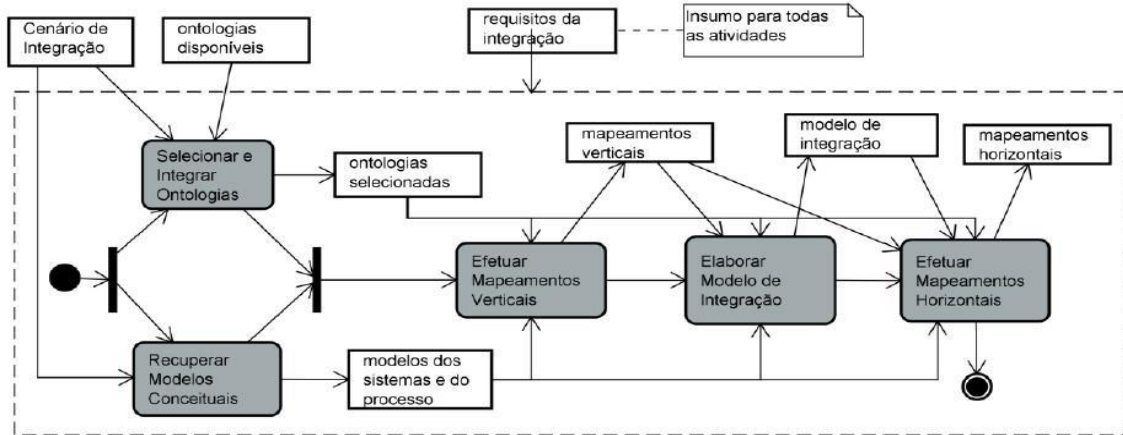 Cenário de
Integração
ontologias
disponíveis
requisitos da
integração
Insumo para todas
as atividades
Selecionar e
Integrar
Ontologias
ontologias
selecionadas
mapeamentos
verticais
modelo de
integração
mapeamentos
horizontais
Efetuar
Mapeamentos
Verticais
Elaborar
Modelo de
Integração
Efetuar
Mapeamentos
Horizontais
Recuperar
Modelos
Conceituais
modelos dos
sistemas e do
processo